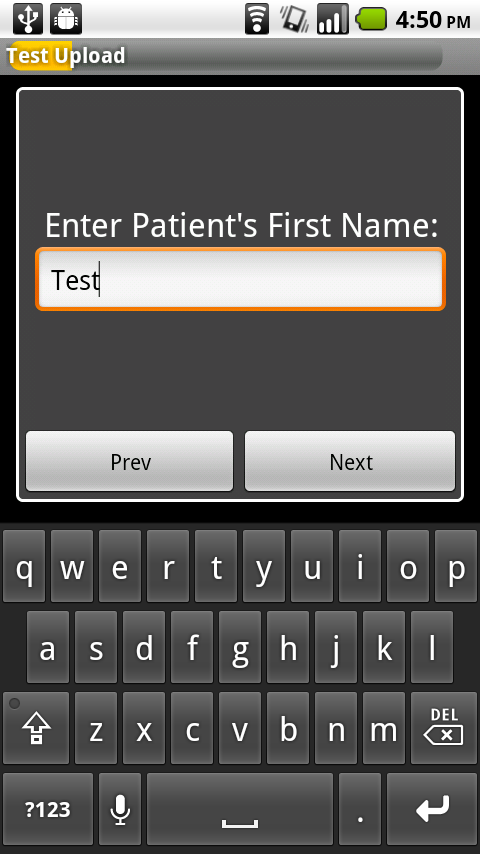 4:50 PM
Test Upload
Enter Patient's First Name:
Test
Prev Next
q w e r t y u i o p
a s d f g h j k l
z x c v b n m DEL
?123 .